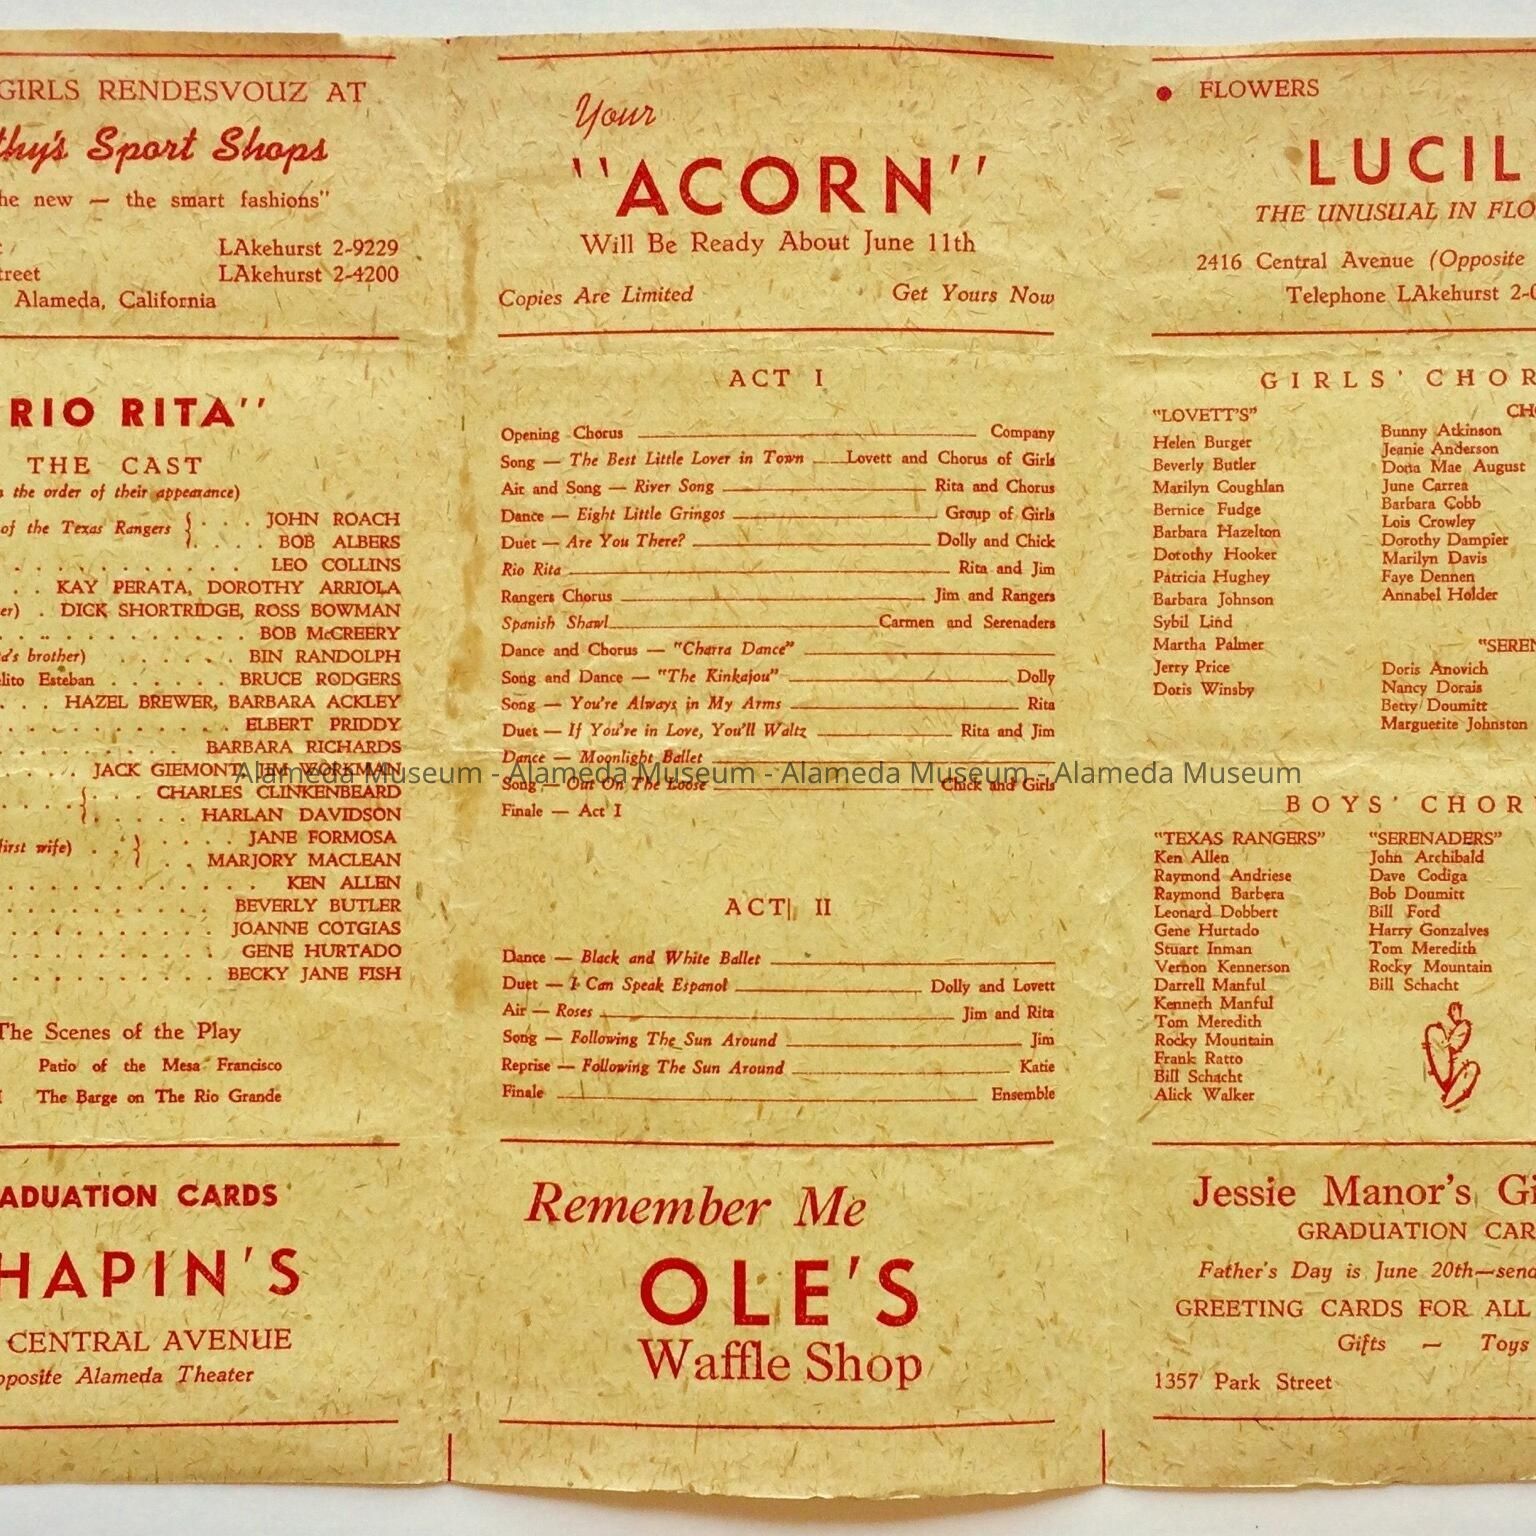 GIRLS RENDESVOUZ AT
thy's Sport Shops
he new — the smart fashions"
LAkehurst 2-9229
treet LAkehurst 2-4200
Alameda, California
RIO RITA"
THE CAST
the order of their appearance)
of the Texas Rangers { . . . JOHN ROACH
. . . . BOB ALBERS
. . . . . . . . . . . LEO COLLINS
. . KAY PERATA, DOROTHY ARRIOLA
er) . DICK SHORTRIDGE, ROSS BOWMAN
. . . . . . . . . . . . BOB McCREERY
d's brother) . . . . . . BIN RANDOLPH
lito Esteban . . . . . . BRUCE RODGERS
. . . HAZEL BREWER, BARBARA ACKLEY
. . . . . . . . . . . ELBERT PRIDDY
. . . . . . . . . BARBARA RICHARDS
. . . . JACK GIEMONT, JIM WORKMAN
. . . . { . . . CHARLES CLINKENBEARD
. . . . . HARLAN DAVIDSON
first wife) . . } . . . . JANE FORMOSA
. . MARJORY MACLEAN
. . . . . . . . . . . . KEN ALLEN
. . . . . . . . . . BEVERLY BUTLER
. . . . . . . . . . JOANNE COTGIAS
. . . . . . . . . . GENE HURTADO
. . . . . . . . . . BECKY JANE FISH
The Scenes of the Play
Patio of the Mesa Francisco
I The Barge on The Rio Grande
ADUATION CARDS
HAPIN'S
CENTRAL AVENUE
pposite Alameda Theater
Your
"ACORN"
Will Be Ready About June 11th
Copies Are Limited Get Yours Now
ACT I
Opening Chorus Company
Song — The Best Little Lover in Town Lovett and Chorus of Girls
Air and Song — River Song Rita and Chorus
Dance — Eight Little Gringos Group of Girls
Duet — Are You There? Dolly and Chick
Rio Rita Rita and Jim
Rangers Chorus Jim and Rangers
Spanish Shawl Carmen and Serenaders
Dance and Chorus — "Charra Dance"
Song and Dance — "The Kinkajou" Dolly
Song — You're Always in My Arms Rita
Duet — If You're in Love, You'll Waltz Rita and Jim
Dance — Moonlight Ballet
Alameda Museum - Alameda Museum - Alameda Museum - Alameda Museum
Song — Out On The Loose Chick and Girls
Finale — Act I
ACT II
Dance — Black and White Ballet
Duet — I Can Speak Espanol Dolly and Lovett
Air — Roses Jim and Rita
Song — Following The Sun Around Jim
Reprise — Following The Sun Around Katie
Finale Ensemble
Remember Me
OLE'S
Waffle Shop
• FLOWERS
LUCIL
THE UNUSUAL IN FLO
2416 Central Avenue (Opposite
Telephone LAkehurst 2-0
GIRLS' CHOR
"LOVETT'S"
Helen Burger
Beverly Butler
Marilyn Coughlan
Bernice Fudge
Barbara Hazelton
Dorothy Hooker
Patricia Hughey
Barbara Johnson
Sybil Lind
Martha Palmer
Jerry Price
Doris Winsby
CHO
Bunny Atkinson
Jeanie Anderson
Dona Mae August
June Carrea
Barbara Cobb
Lois Crowley
Dorothy Dampier
Marilyn Davis
Faye Dennen
Annabel Holder
"SEREN
Doris Anovich
Nancy Dorais
Betty Doumitt
Marguerite Johnston
BOYS' CHOR
"TEXAS RANGERS"
Ken Allen
Raymond Andriese
Raymond Barbera
Leonard Dobbert
Gene Hurtado
Stuart Inman
Vernon Kennerson
Darrell Manful
Kenneth Manful
Tom Meredith
Rocky Mountain
Frank Ratto
Bill Schacht
Alick Walker
"SERENADERS"
John Archibald
Dave Codiga
Bob Doumitt
Bill Ford
Harry Gonzalves
Tom Meredith
Rocky Mountain
Bill Schacht
Jessie Manor's Gi
GRADUATION CAR
Father's Day is June 20th—send
GREETING CARDS FOR ALL
Gifts — Toys
1357 Park Street